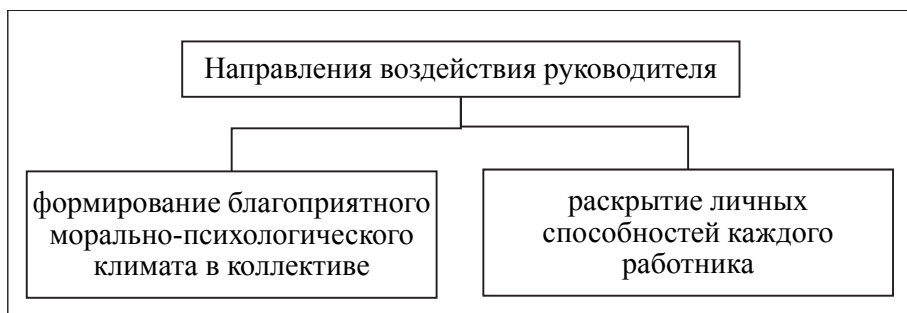 Направления воздействия руководителя
формирование благоприятного
морально-психологического
климата в коллективе
раскрытие личных
способностей каждого
работника